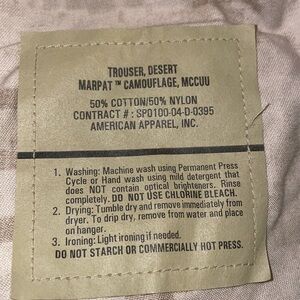 TROUSER, DESERT
MARPAT ™ CAMOUFLAGE, MCCUU
50% COTTON/50% NYLON
CONTRACT # : SP0100-04-D-0395
AMERICAN APPAREL, INC.
1. Washing: Machine wash using Permanent Press
Cycle or Hand wash using mild detergent that
does NOT contain optical brighteners. Rinse
completely. DO NOT USE CHLORINE BLEACH.
2. Drying: Tumble dry and remove immediately from
dryer. To drip dry, remove from water and place
on hanger.
3. Ironing: Light ironing if needed.
DO NOT STARCH OR COMMERCIALLY HOT PRESS.